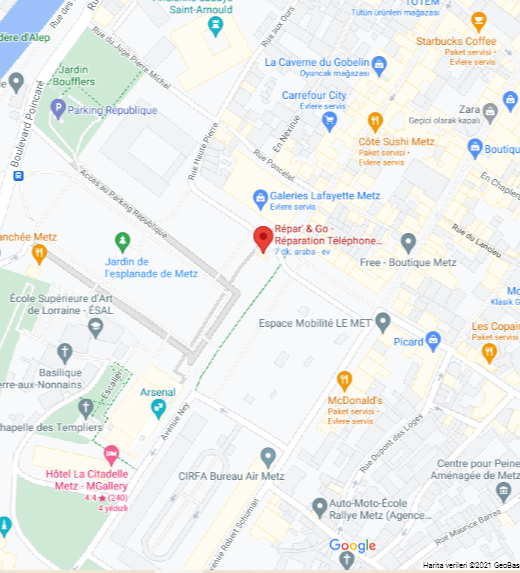 TUTEM
Tütün ürünleri mağazası
Saint-Arnould
Rue aux Ours
Starbucks Coffee
Paket servisi •
Evlere servis
dère d'Alep
Rue du Juge Pierre Michel
La Caverne du Gobelin
Oyuncak mağazası
Jardin
Boufflers
Carrefour City
Evlere servis
Zara
Geçici olarak kapalı
Parking République
Boulevard Poincaré
Rue Haute Pierre
En Nexirue
Côté Sushi Metz
Paket servisi •
Evlere servis
Boutique
Rue Poncelet
Accès au Parking République
En Chaplerue
Galeries Lafayette Metz
Evlere servis
Rue du Lancieu
anchée Metz
Répar' & Go -
Réparation Téléphone...
7 dk. araba - ev
Jardin de
l'esplanade de Metz
Free - Boutique Metz
École Supérieure d'Art
de Lorraine - ÉSAL
Mo
Klasik G
Espace Mobilité LE MET'
Les Copain
Paket servisi
Picard
Basilique
erre-aux-Nonnains
Escalier
Arsenal
McDonald's
Paket servisi •
Evlere servis
Chapelle des Templiers
Avenue Ney
Rue Dupont des Loges
Hôtel La Citadelle
Metz - MGallery
4.4 ★ (240)
4 yıldızlı
CIRFA Bureau Air Metz
Centre pour Peine
Aménagée de Metz
Avenue Robert Schuman
Auto-Moto-École
Rallye Metz (Agence...
Rue Maurice Barres
Google
Harita verileri ©2021 GeoBas